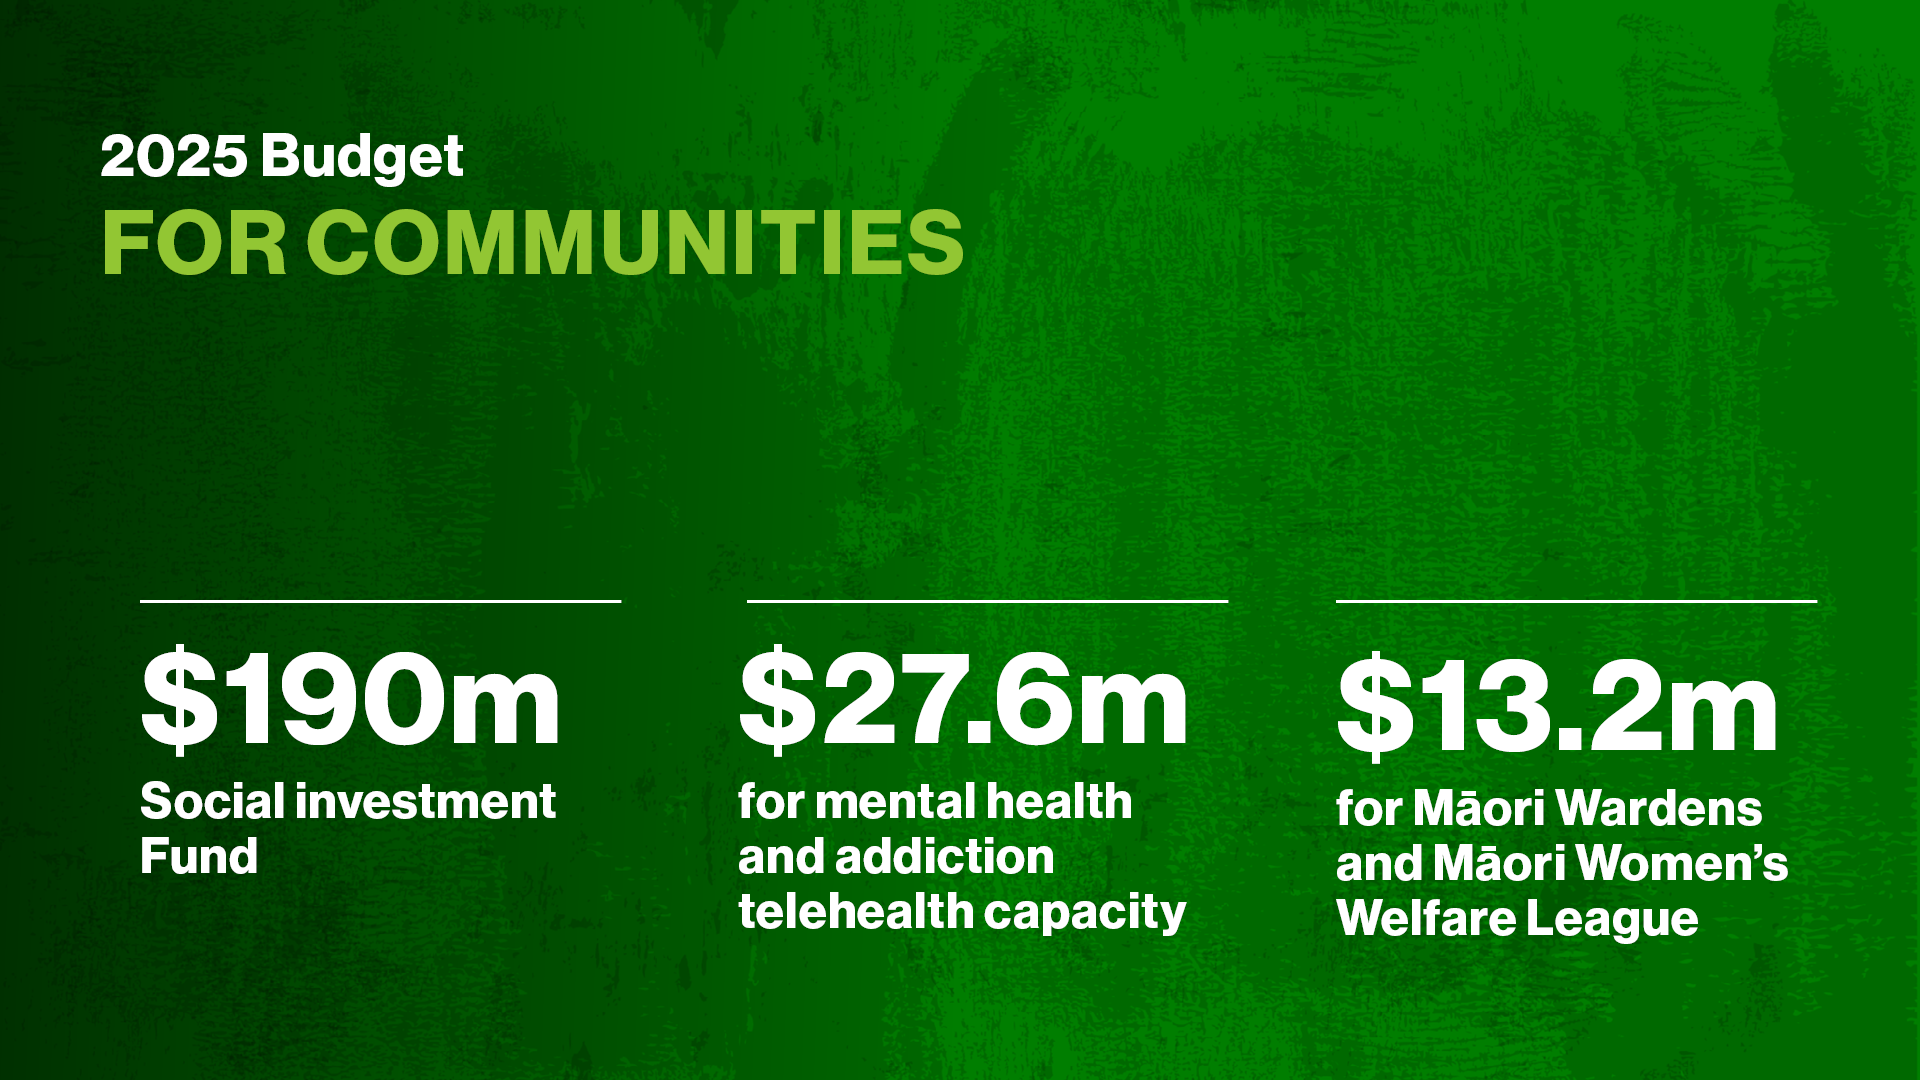 2025 Budget
FOR COMMUNITIES
$190m
Social investment
Fund
$27.6m
for mental health
and addiction
telehealth capacity
$13.2m
for Māori Wardens
and Māori Women’s
Welfare League